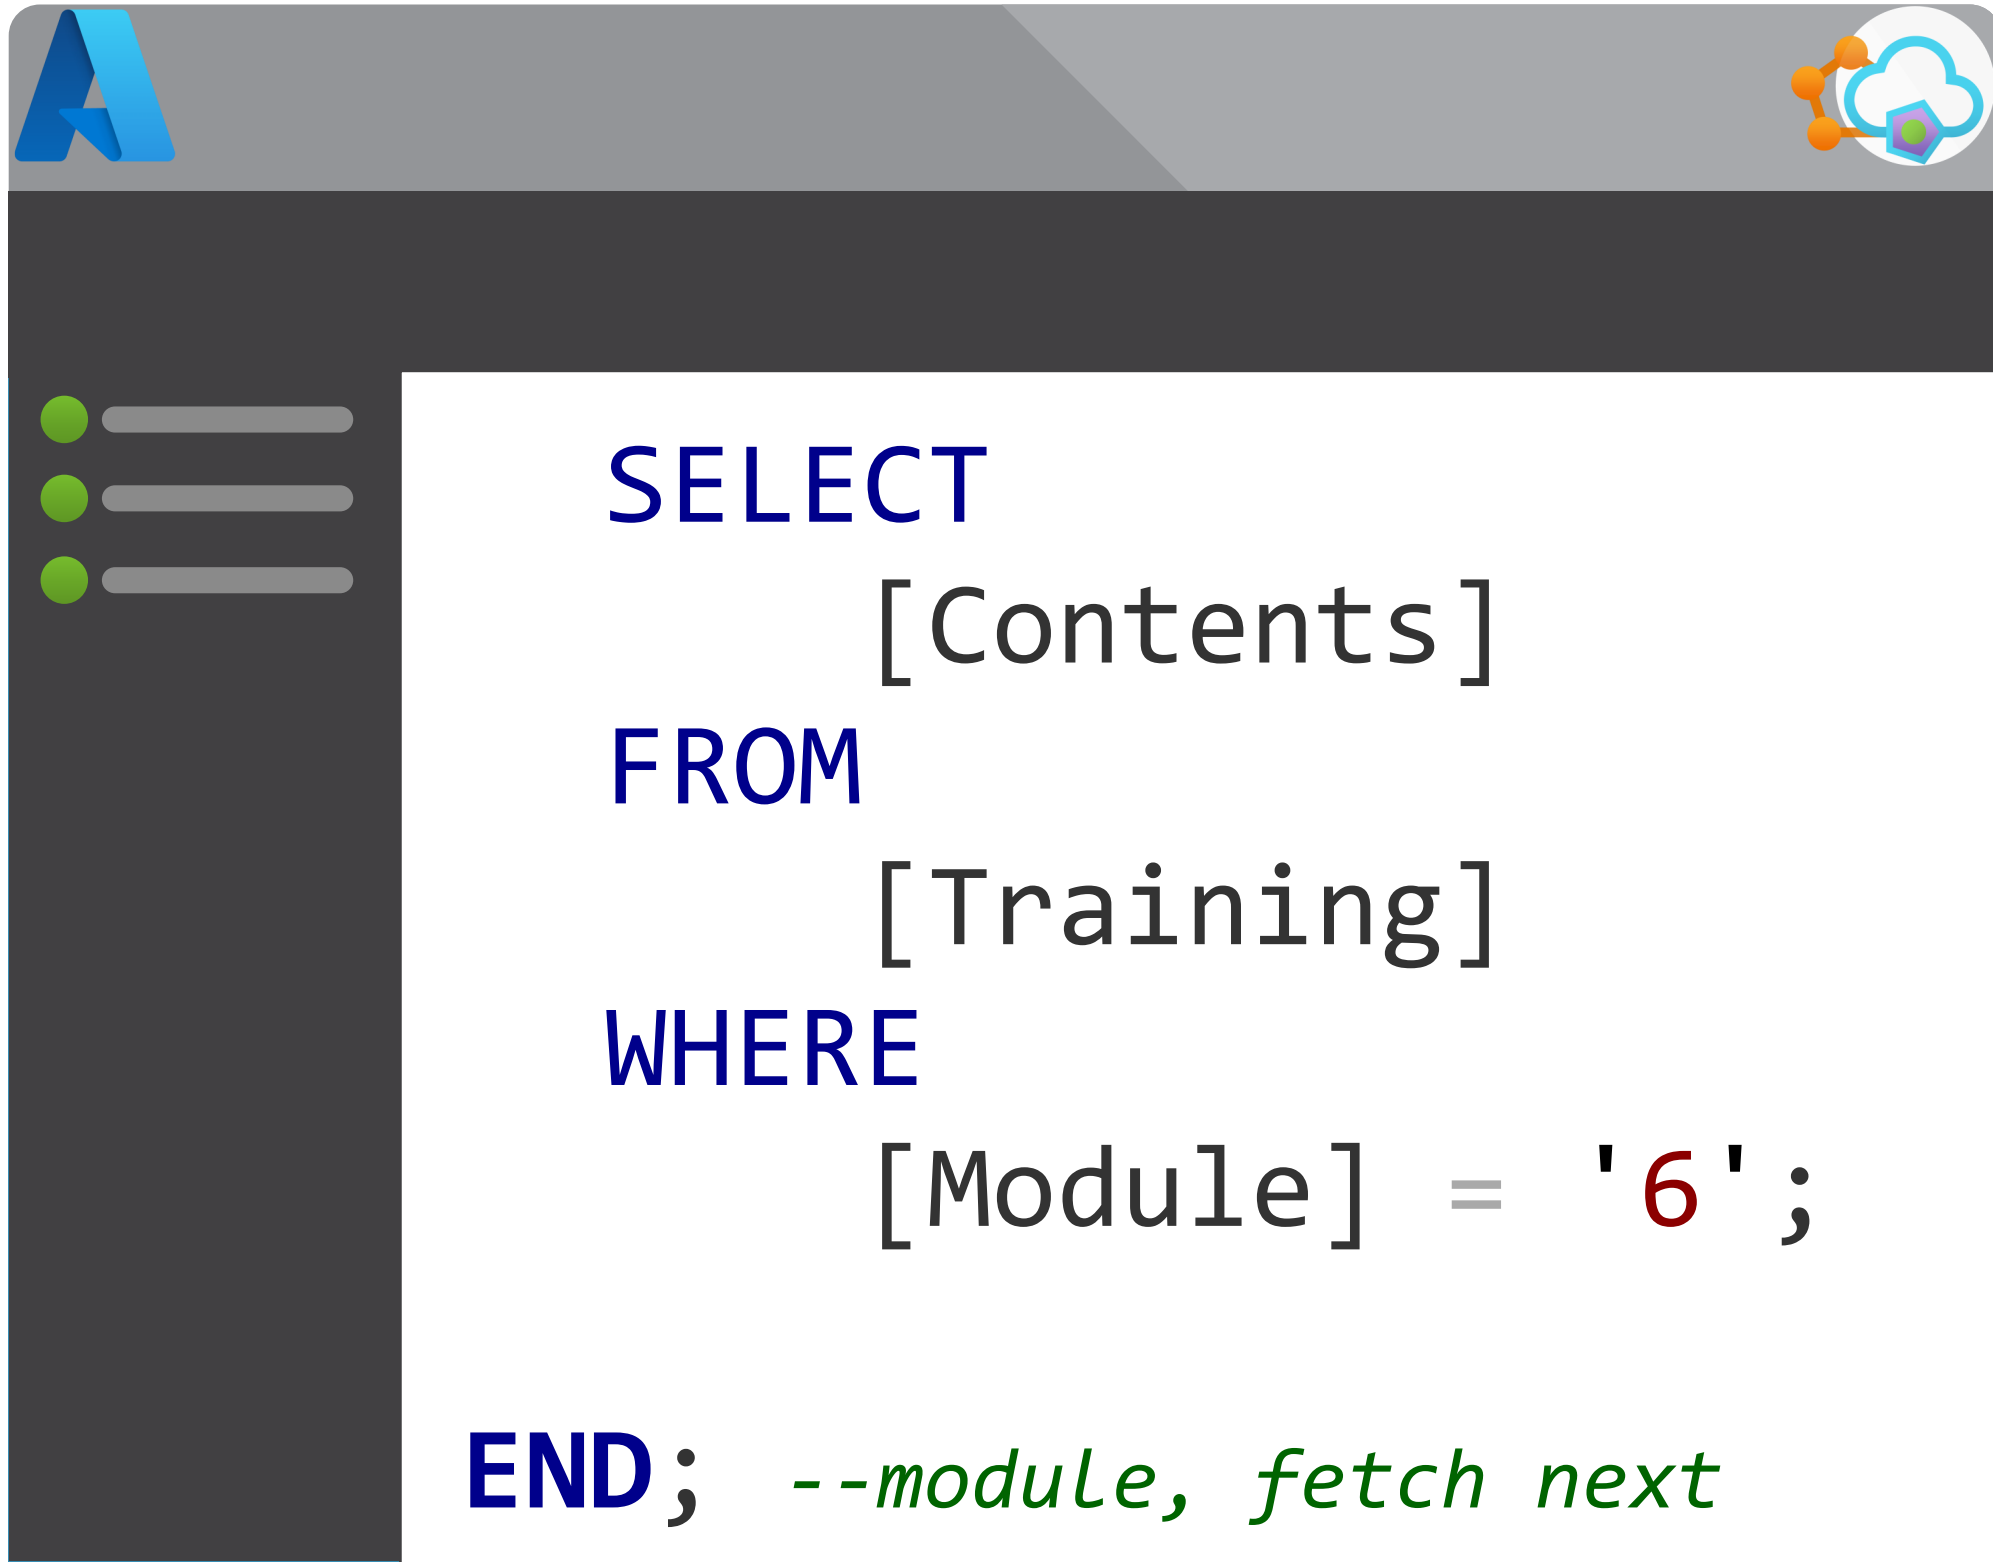 SELECT
[Contents]
FROM
[Training]
WHERE
[Module] = '6';
END; --module, fetch next